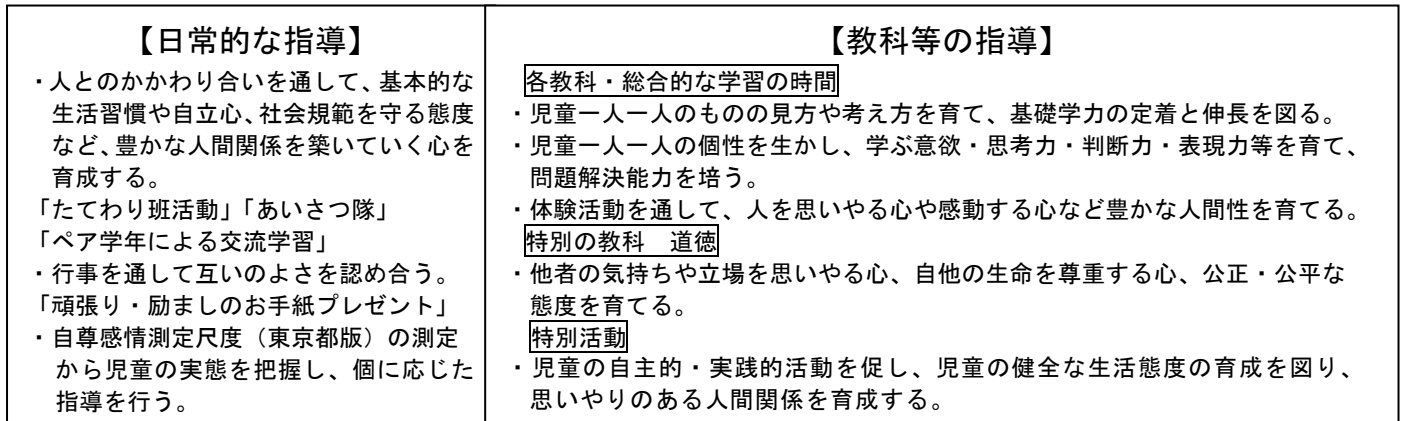 【日常的な指導】
・人とのかかわり合いを通して、基本的な
生活習慣や自立心、社会規範を守る態度
など、豊かな人間関係を築いていく心を
育成する。
「たてわり班活動」「あいさつ隊」
「ペア学年による交流学習」
・行事を通して互いのよさを認め合う。
「頑張り・励ましのお手紙プレゼント」
・自尊感情測定尺度（東京都版）の測定
から児童の実態を把握し、個に応じた
指導を行う。
【教科等の指導】
各教科・総合的な学習の時間
・児童一人一人のものの見方や考え方を育て、基礎学力の定着と伸長を図る。
・児童一人一人の個性を生かし、学ぶ意欲・思考力・判断力・表現力等を育て、
問題解決能力を培う。
・体験活動を通して、人を思いやる心や感動する心など豊かな人間性を育てる。
特別の教科　道徳
・他者の気持ちや立場を思いやる心、自他の生命を尊重する心、公正・公平な
態度を育てる。
特別活動
・児童の自主的・実践的活動を促し、児童の健全な生活態度の育成を図り、
思いやりのある人間関係を育成する。